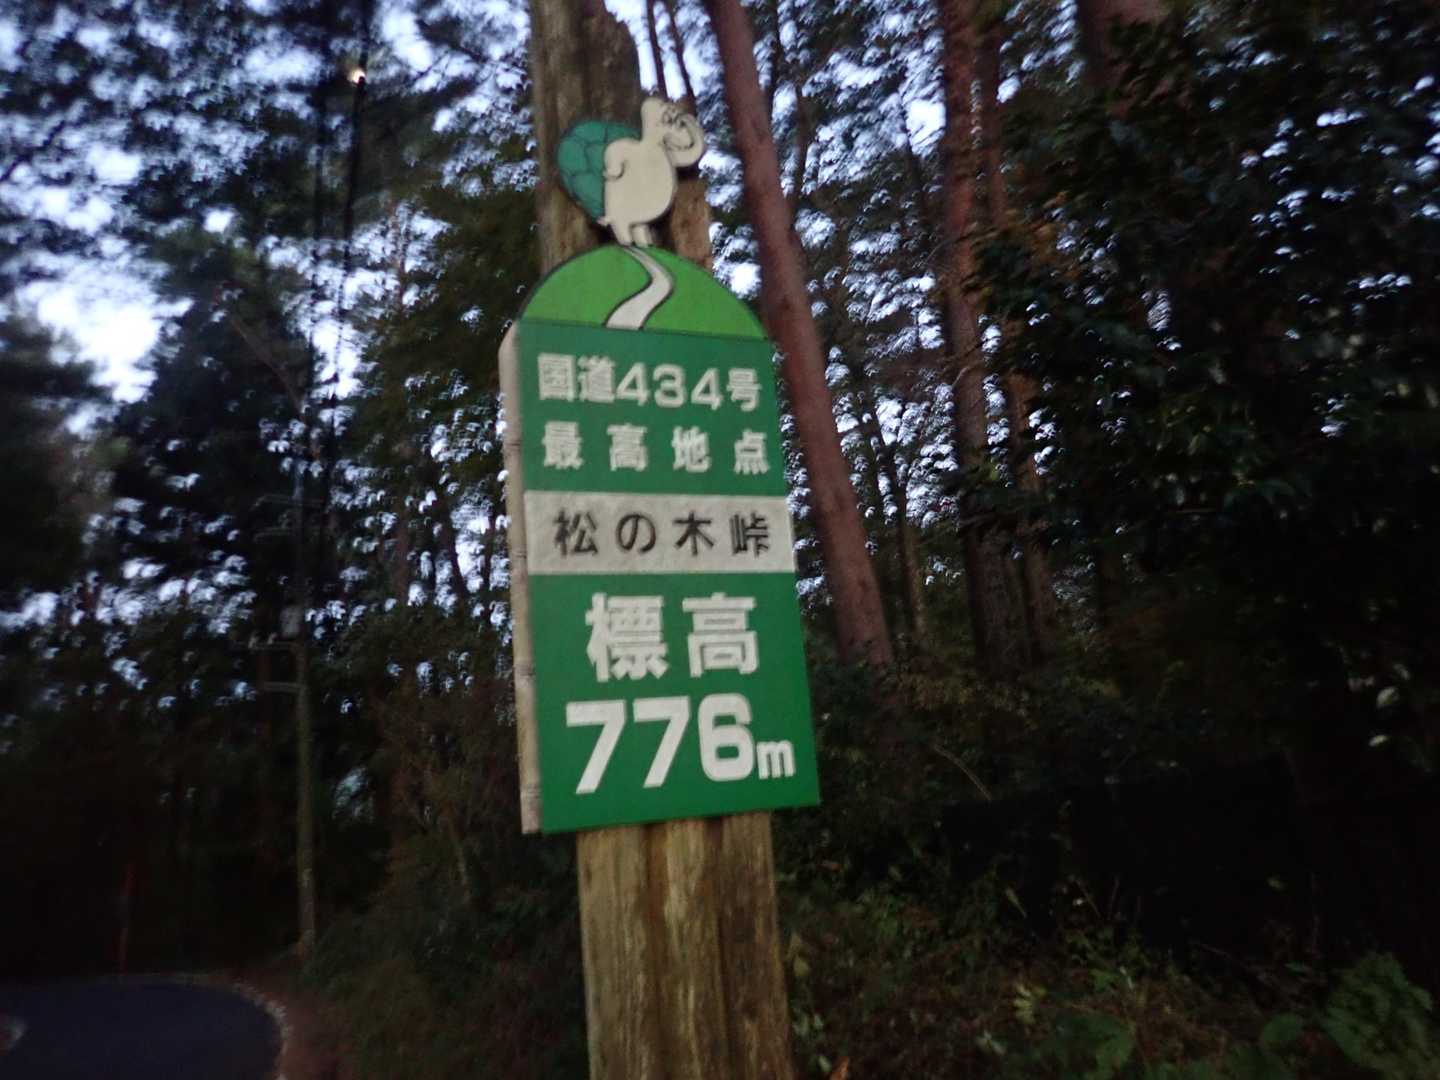 国道434号
最高地点
松の木峠
標高
776m